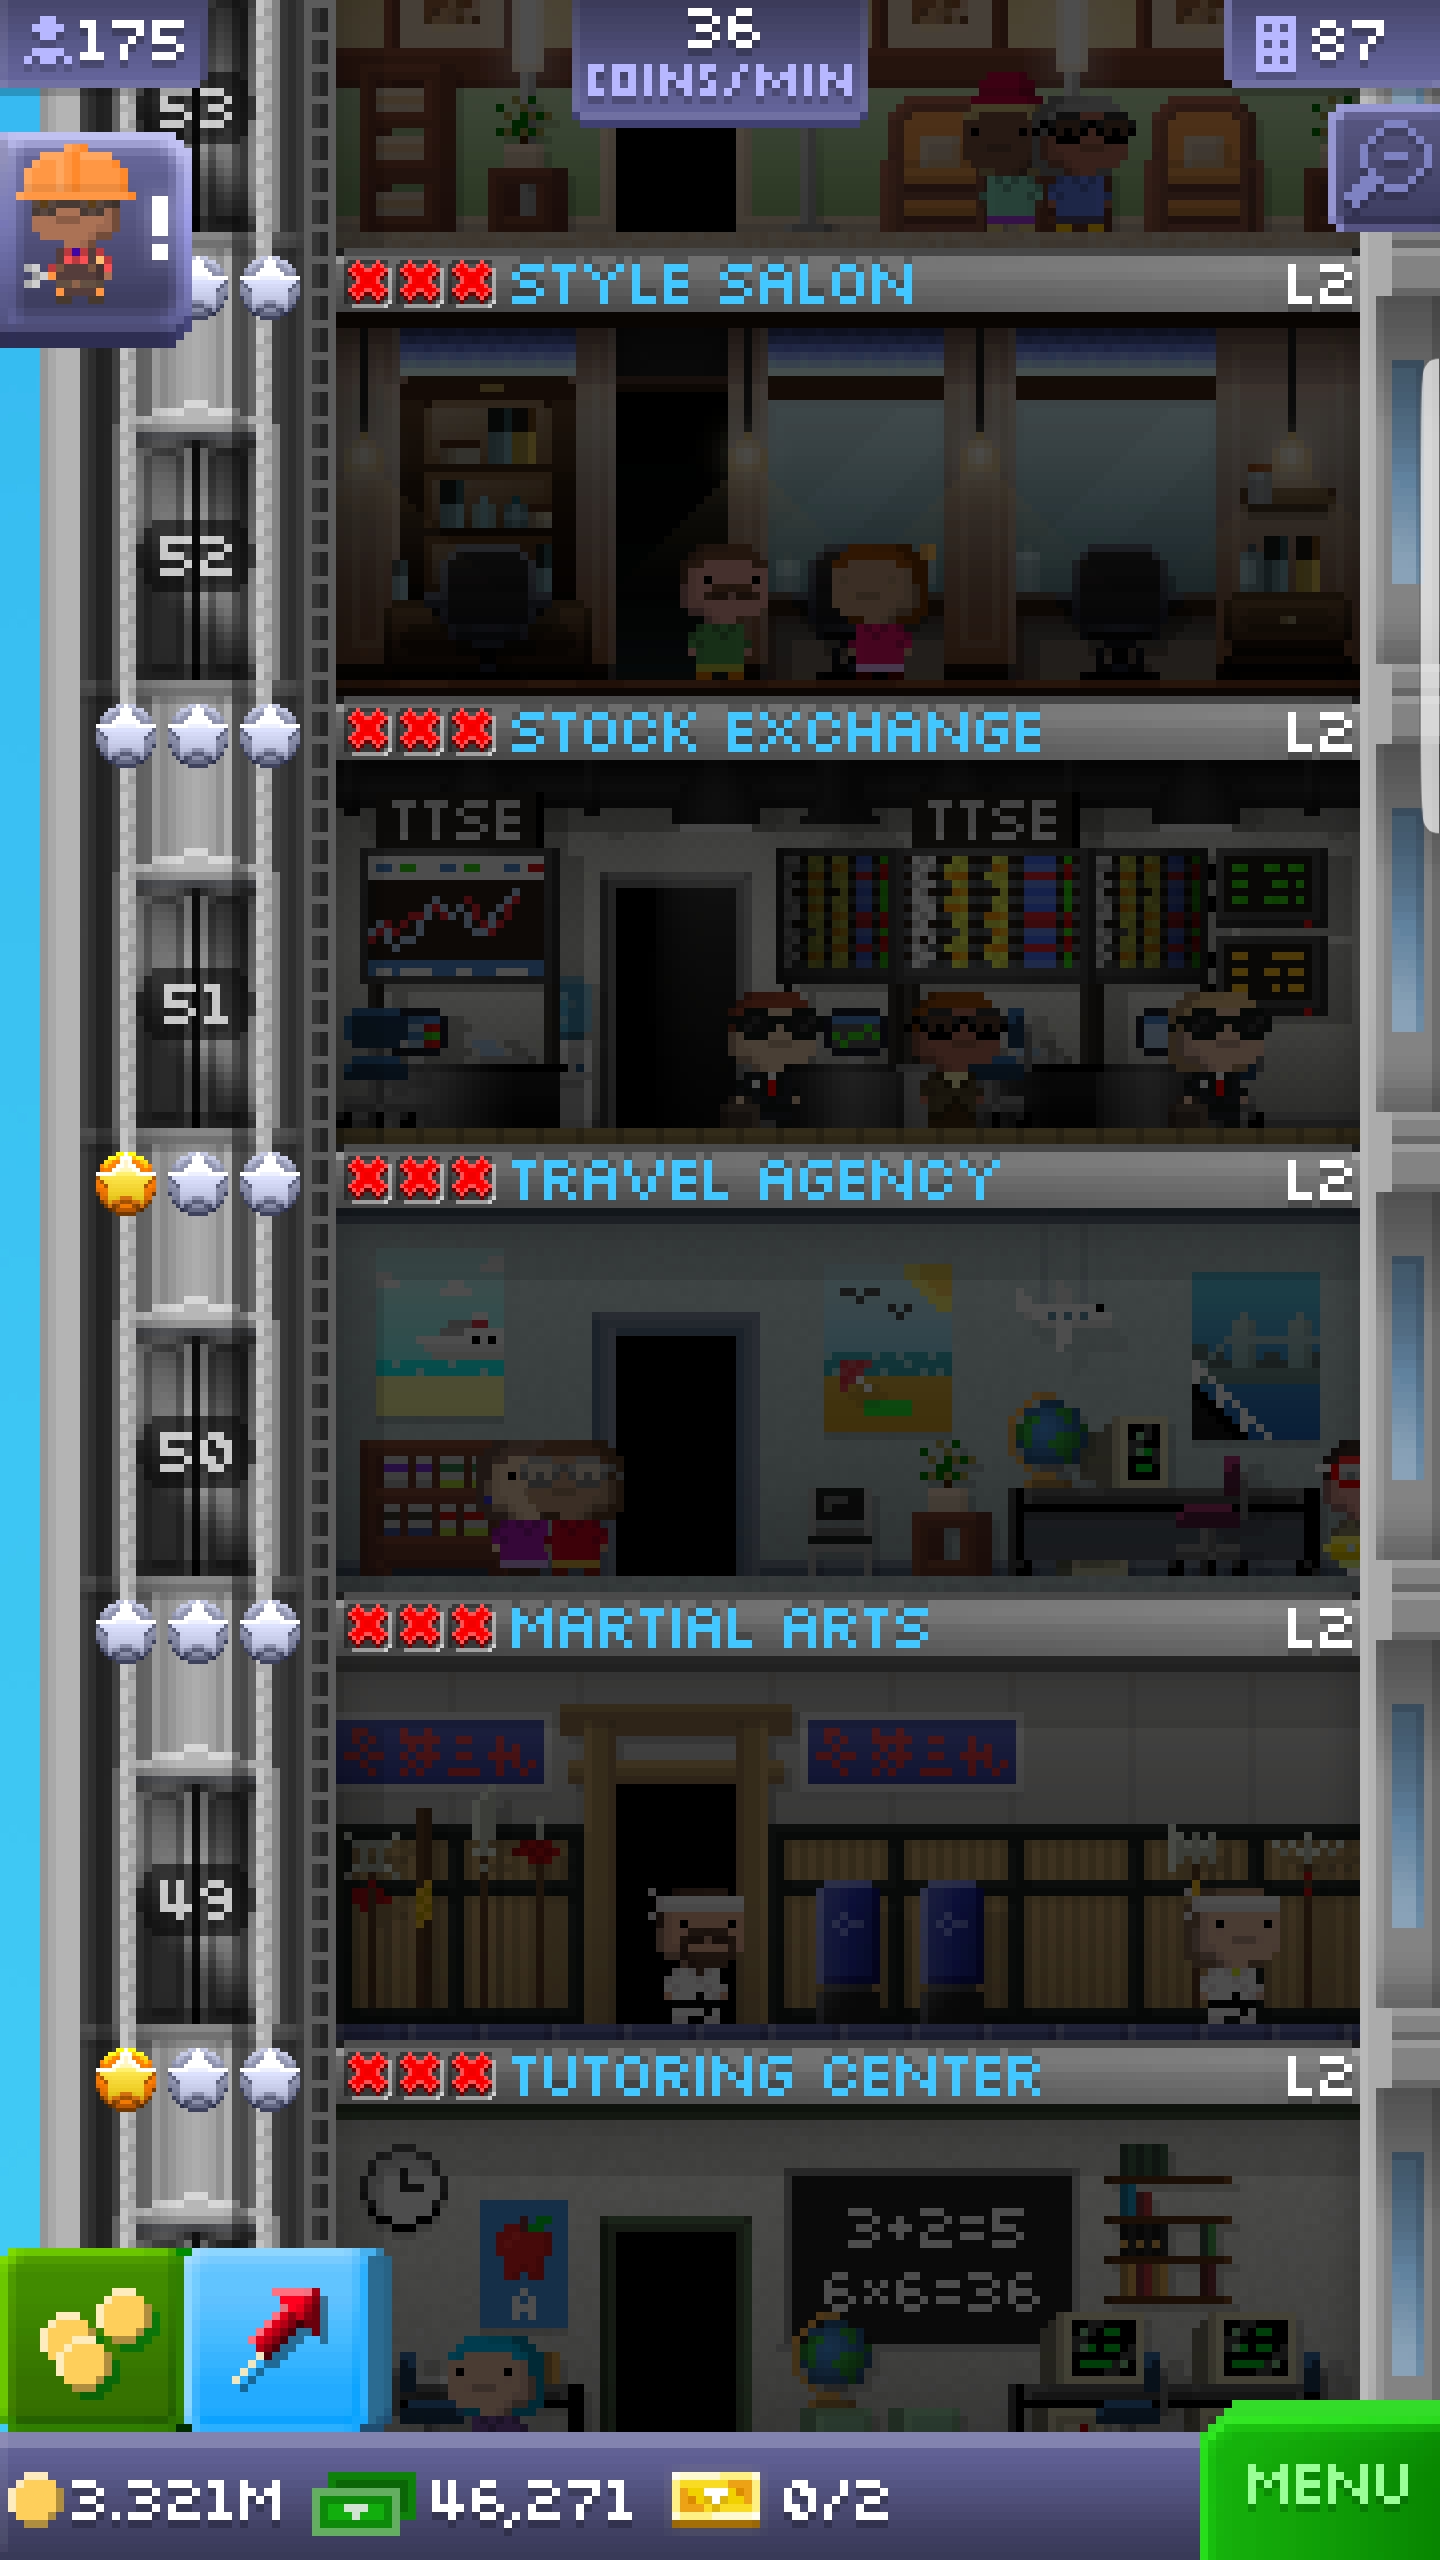 175
36
COINS/MIN
87
53
!
STYLE SALON L2
52
STOCK EXCHANGE L2
TTSE TTSE
51
TRAVEL AGENCY L2
50
MARTIAL ARTS L2
49
TUTORING CENTER L2
3+2=5
6×6=36
A
3.321M 46,271 0/2
MENU